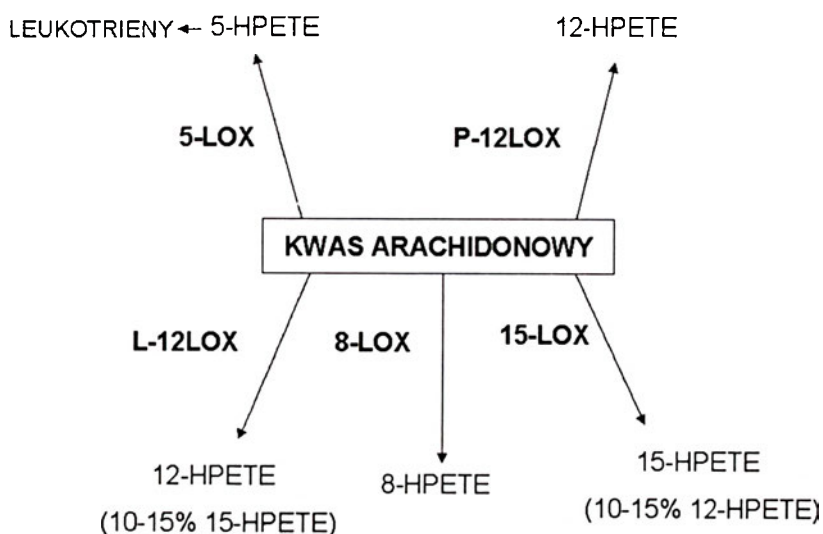 LEUKOTRIENY 5-HPETE
12-HPETE
5-LOX
P-12LOX
KWAS ARACHIDONOWY
L-12LOX
8-LOX
15-LOX
12-HPETE
(10-15% 15-HPETE)
8-HPETE
15-HPETE
(10-15% 12-HPETE)